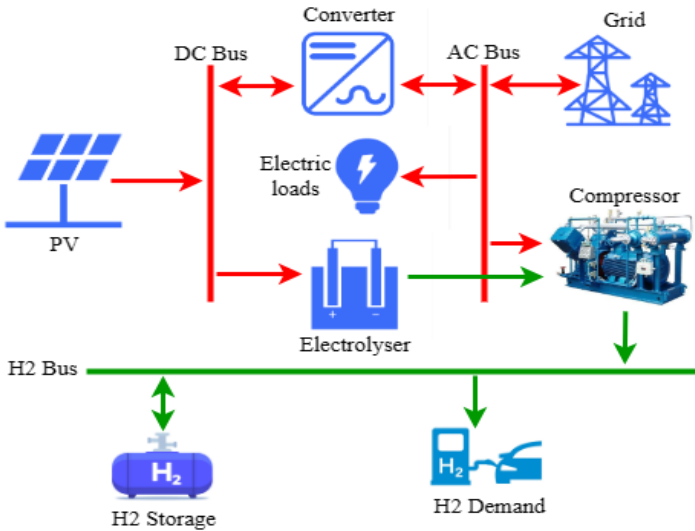 Converter
Grid
DC Bus
AC Bus
Electric
loads
PV
Compressor
+ −
Electrolyser
H2 Bus
H₂
H₂
H2 Storage
H2 Demand